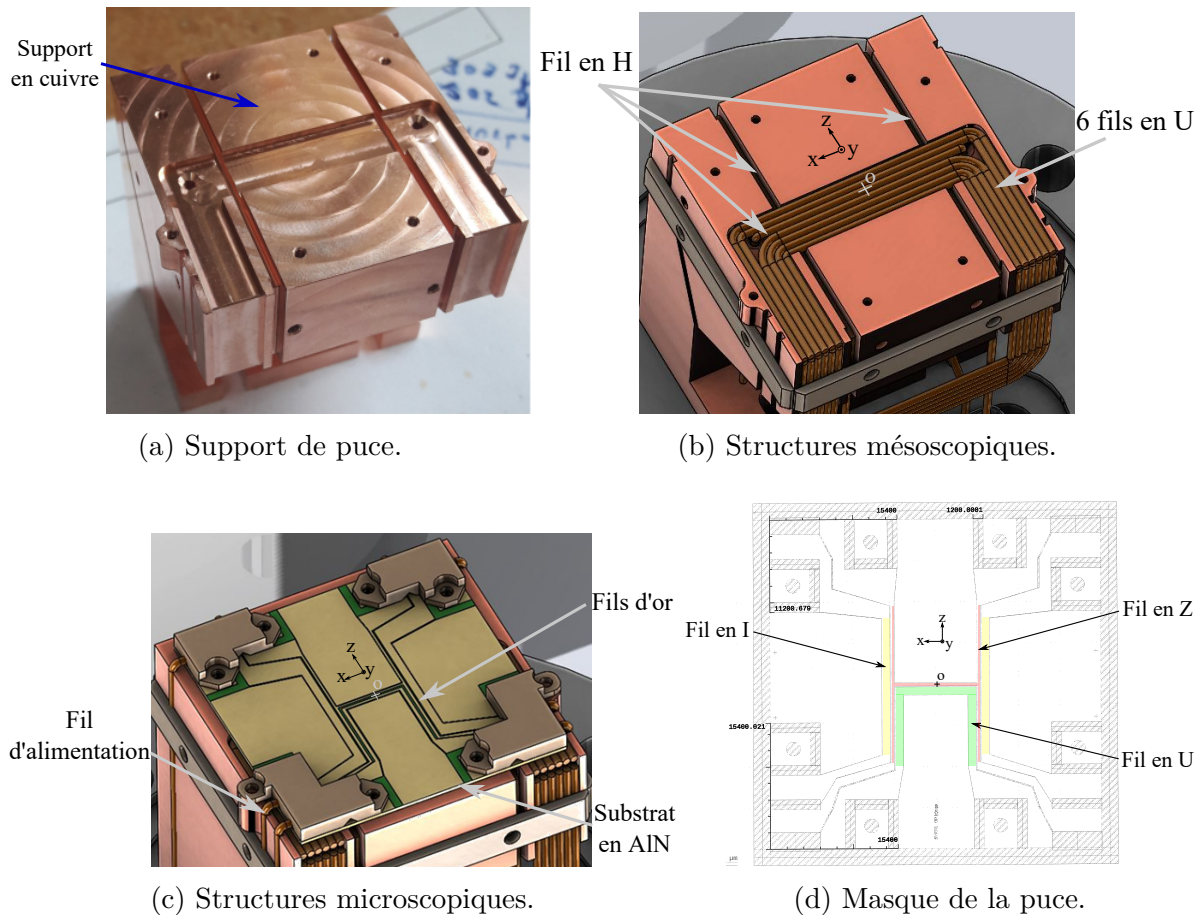 Support
en cuivre
Fil en H
z
x
y
o
6 fils en U
(a) Support de puce.
(b) Structures mésoscopiques.
Fils d'or
z
x
y
o
Fil
d'alimentation
Substrat
en AlN
15400
1200.0001
11200.679
Fil en I
Fil en Z
z
x
y
o
15400.021
Fil en U
15400
µm
(c) Structures microscopiques.
(d) Masque de la puce.